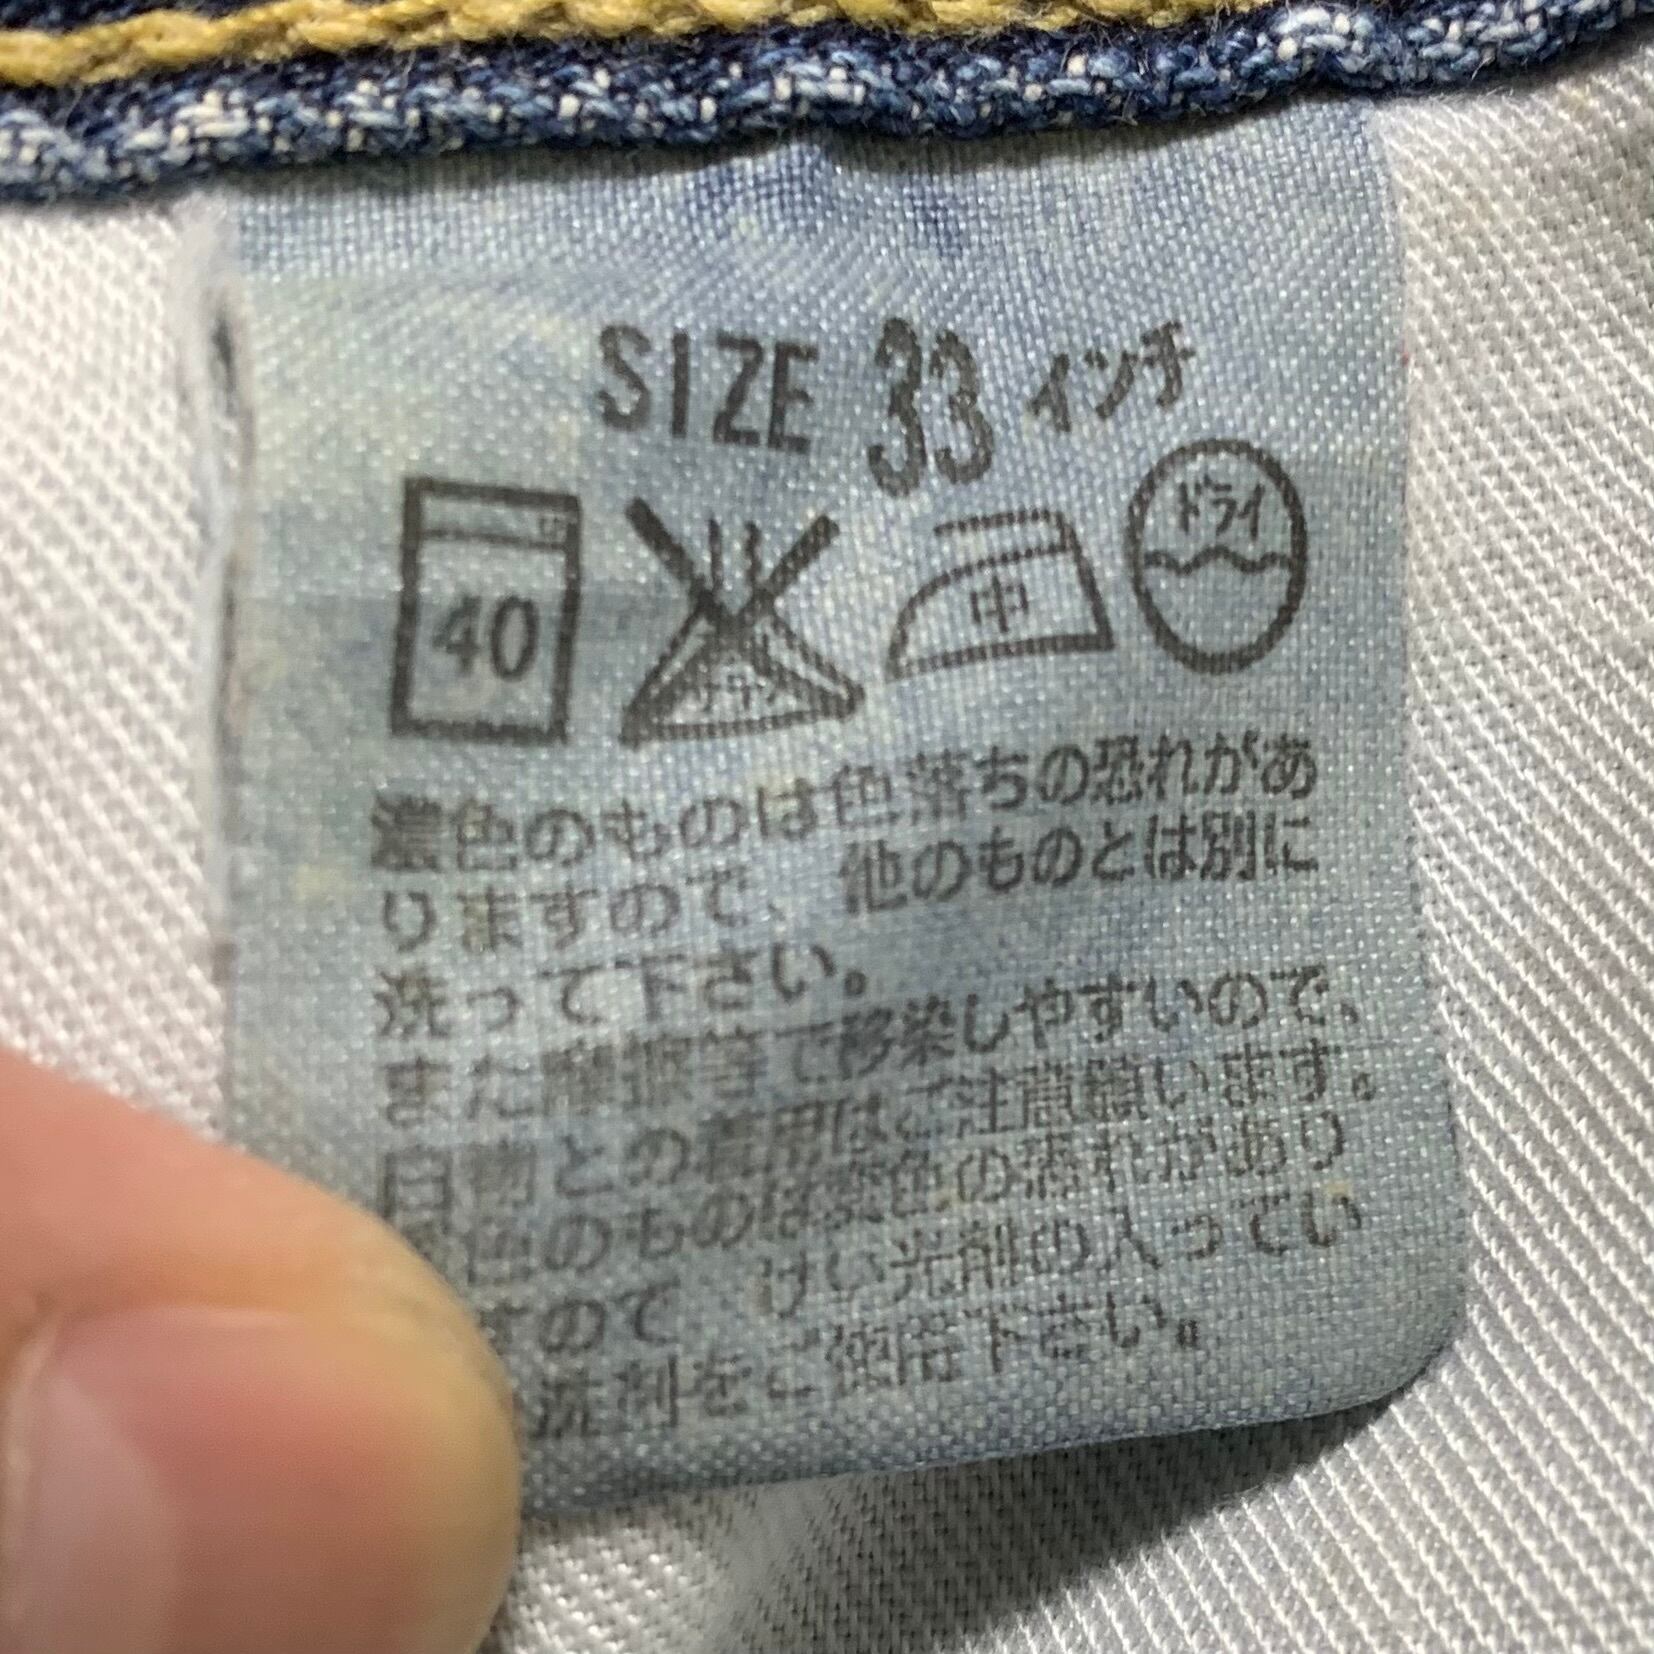 SIZE 33 インチ
40 中 ドライ
濃色のものは色落ちの恐れがあ
りますので、他のものとは別に
洗って下さい。
また摩擦等で移染しやすいので、
白物との着用はご注意願います。
色のものは変色の恐れがあり
すので けい光剤の入ってい
洗剤をご使用下さい。